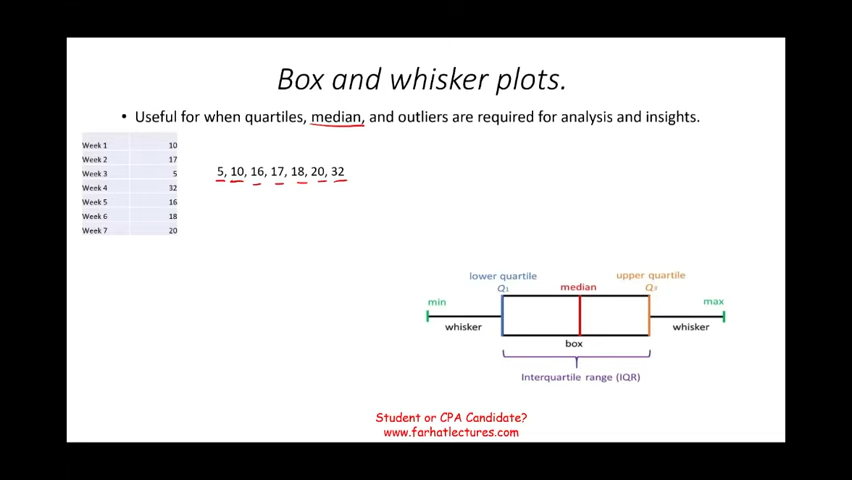 Box and whisker plots.
• Useful for when quartiles, median, and outliers are required for analysis and insights.
Week 1 10
Week 2 17
Week 3 5
Week 4 32
Week 5 16
Week 6 18
Week 7 20
5, 10, 16, 17, 18, 20, 32
lower quartile
Q₁
median
upper quartile
Q₃
min
max
whisker
whisker
box
Interquartile range (IQR)
Student or CPA Candidate?
www.farhatlectures.com